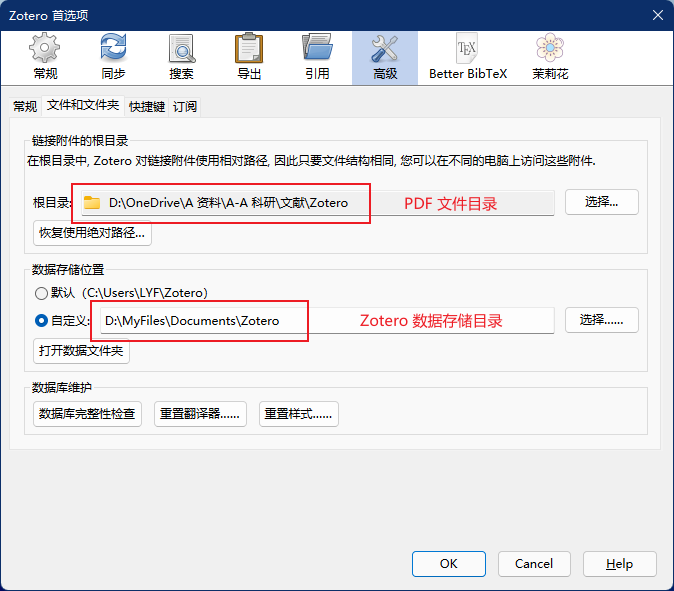 Zotero 首选项
常规 同步 搜索 导出 引用 高级 TEX Better BibTeX 茉莉花
常规 文件和文件夹 快捷键 订阅
链接附件的根目录
在根目录中, Zotero 对链接附件使用相对路径, 因此只要文件结构相同, 您可以在不同的电脑上访问这些附件.
根目录: D:\OneDrive\A 资料\A-A 科研\文献\Zotero PDF 文件目录 选择...
恢复使用绝对路径...
数据存储位置
默认（C:\Users\LYF\Zotero）
自定义: D:\MyFiles\Documents\Zotero Zotero 数据存储目录 选择......
打开数据文件夹
数据库维护
数据库完整性检查 重置翻译器...... 重置样式......
OK Cancel Help